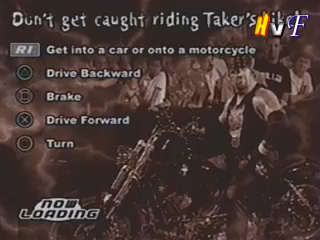 Don't get caught riding Taker's
HvF
R1 Get into a car or onto a motorcycle
Drive Backward
Brake
Drive Forward
Turn
NOW
LOADING